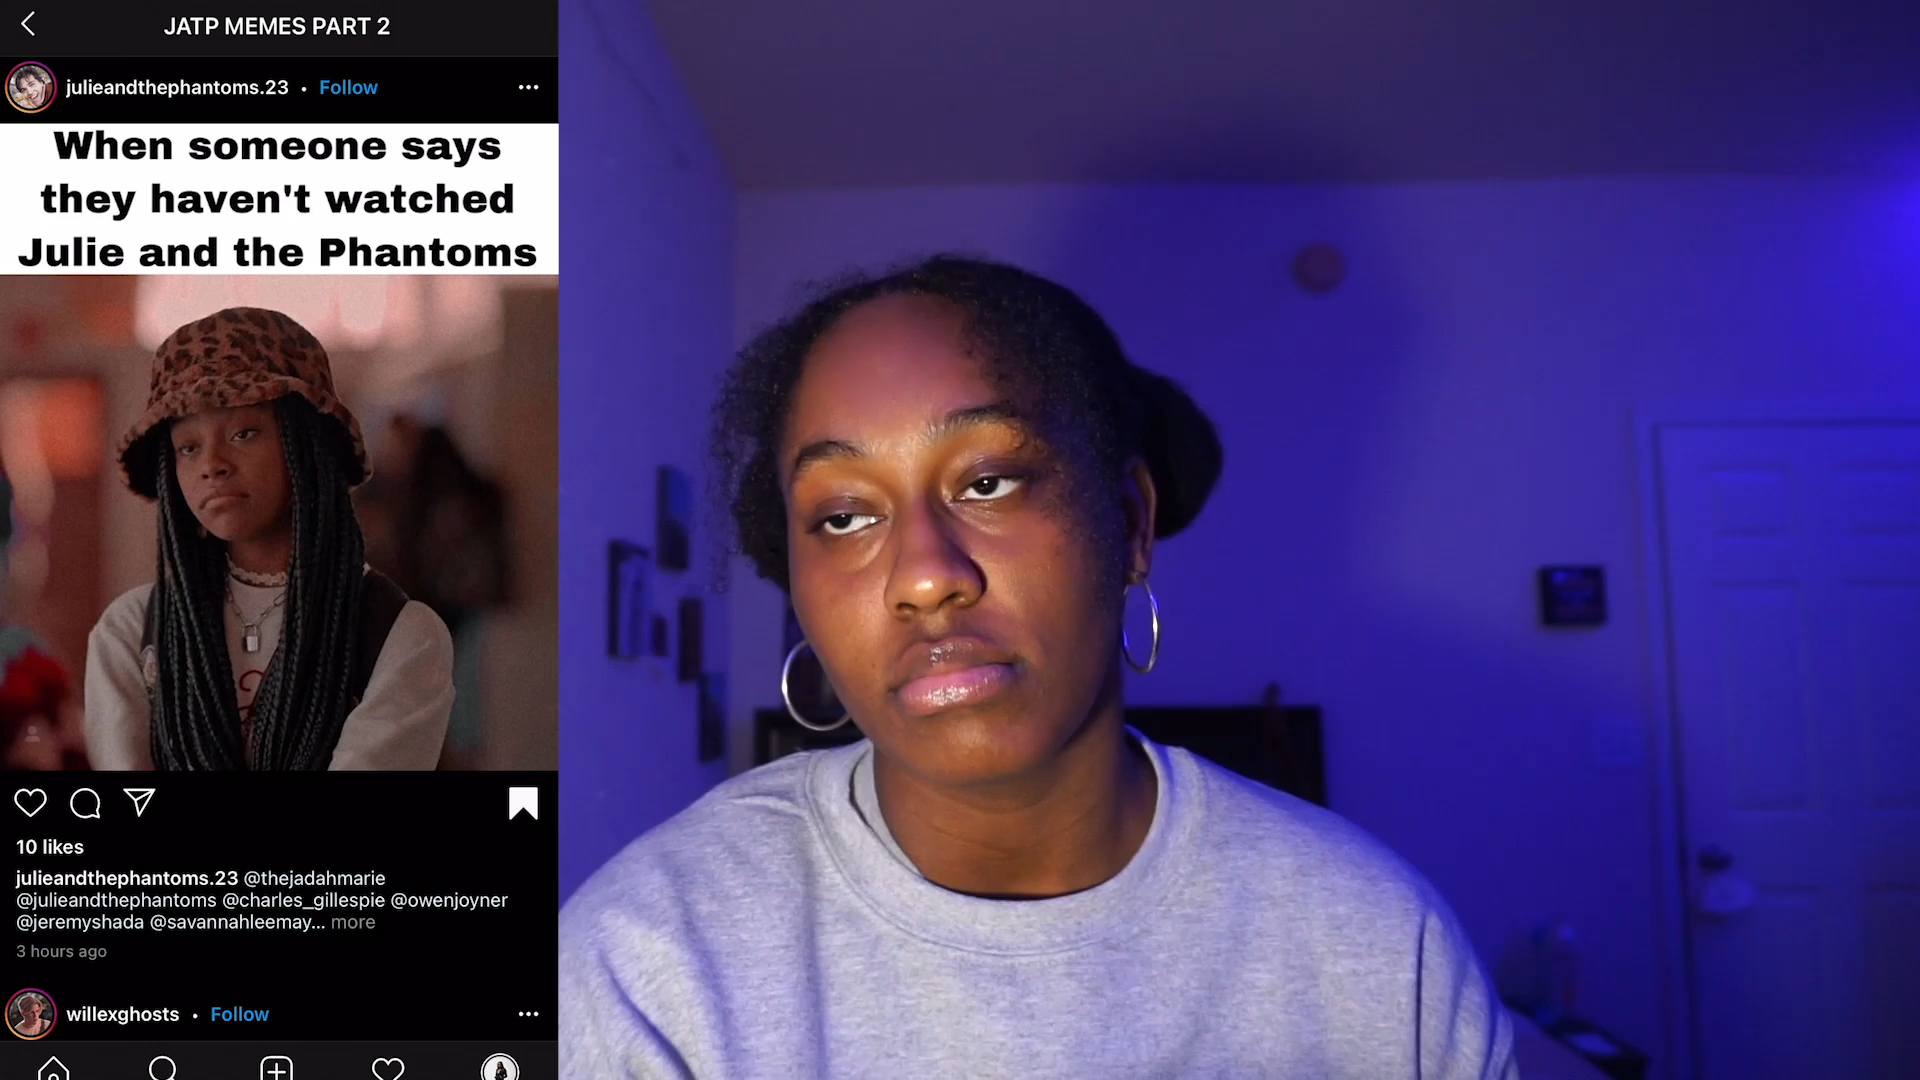 JATP MEMES PART 2
julieandthephantoms.23 • Follow
When someone says
they haven't watched
Julie and the Phantoms
10 likes
julieandthephantoms.23 @thejadahmarie
@julieandthephantoms @charles_gillespie @owenjoyner
@jeremyshada @savannahleemay... more
3 hours ago
willexghosts • Follow